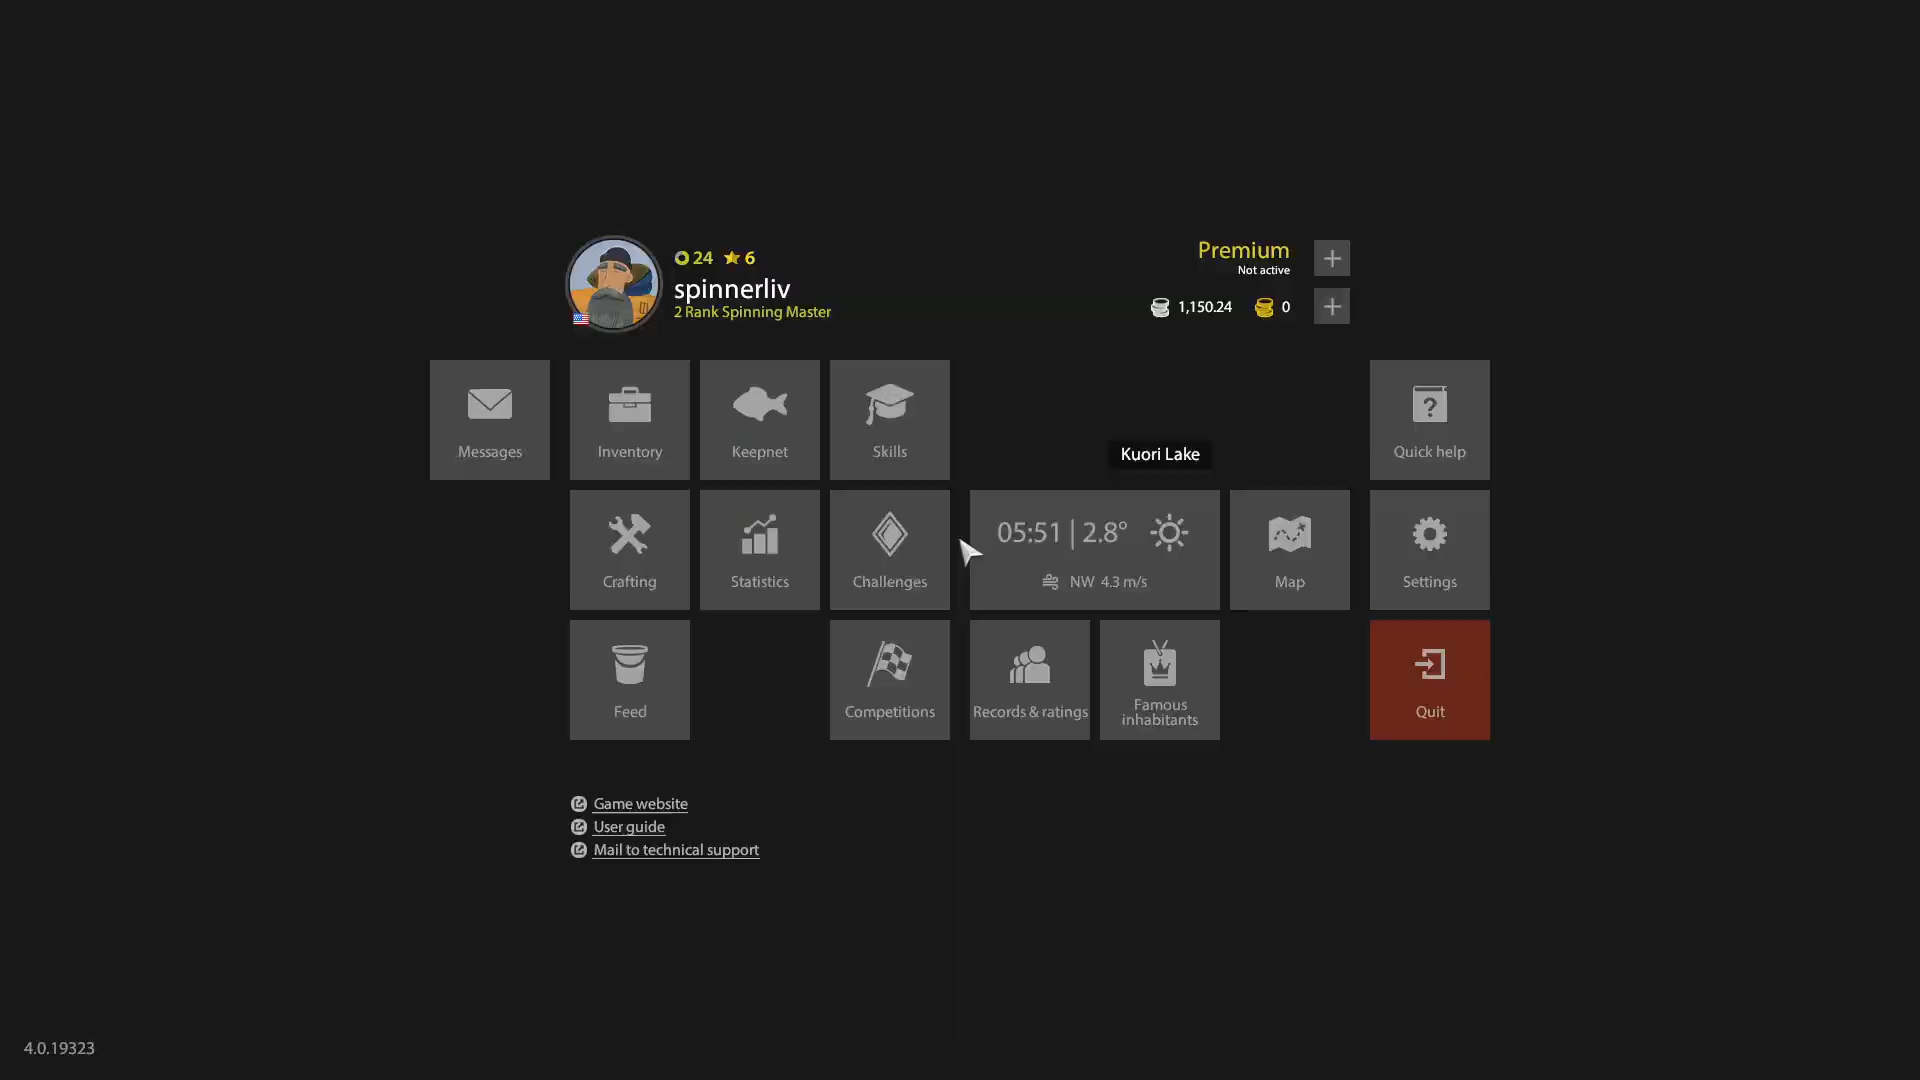 24 6
spinnerliv
2 Rank Spinning Master
Premium
Not active
1,150.24 0
Messages
Inventory
Keepnet
Skills
Kuori Lake
Quick help
Crafting
Statistics
Challenges
05:51 | 2.8°
NW 4.3 m/s
Map
Settings
Feed
Competitions
Records & ratings
Famous
inhabitants
Quit
Game website
User guide
Mail to technical support
4.0.19323